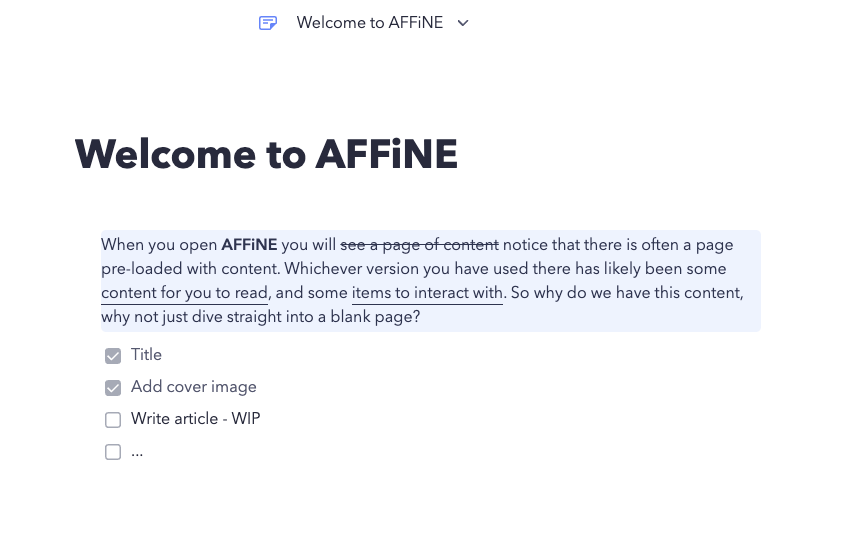 Welcome to AFFiNE
Welcome to AFFiNE
When you open AFFiNE you will see a page of content notice that there is often a page
pre-loaded with content. Whichever version you have used there has likely been some
content for you to read, and some items to interact with. So why do we have this content,
why not just dive straight into a blank page?
Title
Add cover image
Write article - WIP
...